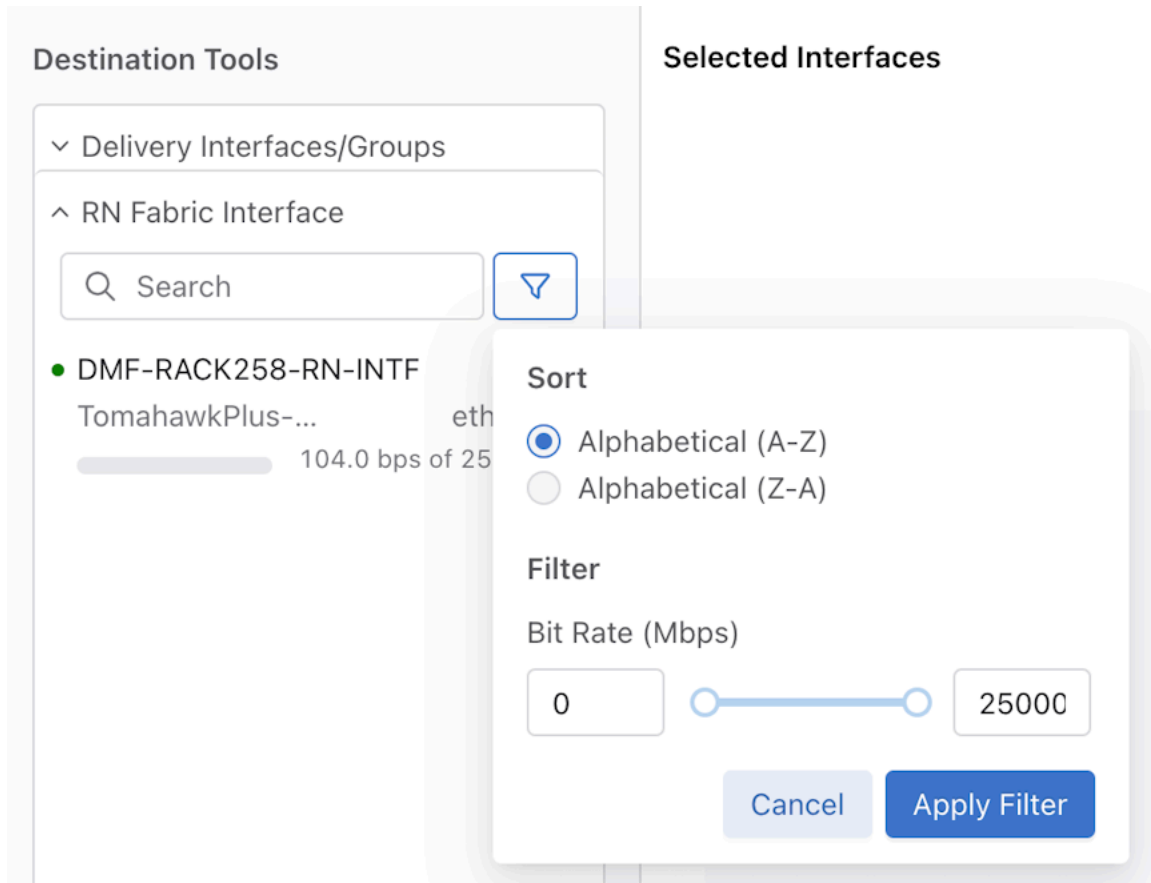 Destination Tools
Selected Interfaces
Delivery Interfaces/Groups
RN Fabric Interface
Search
DMF-RACK258-RN-INTF
TomahawkPlus-... eth
104.0 bps of 25
Sort
Alphabetical (A-Z)
Alphabetical (Z-A)
Filter
Bit Rate (Mbps)
0 25000
Cancel Apply Filter